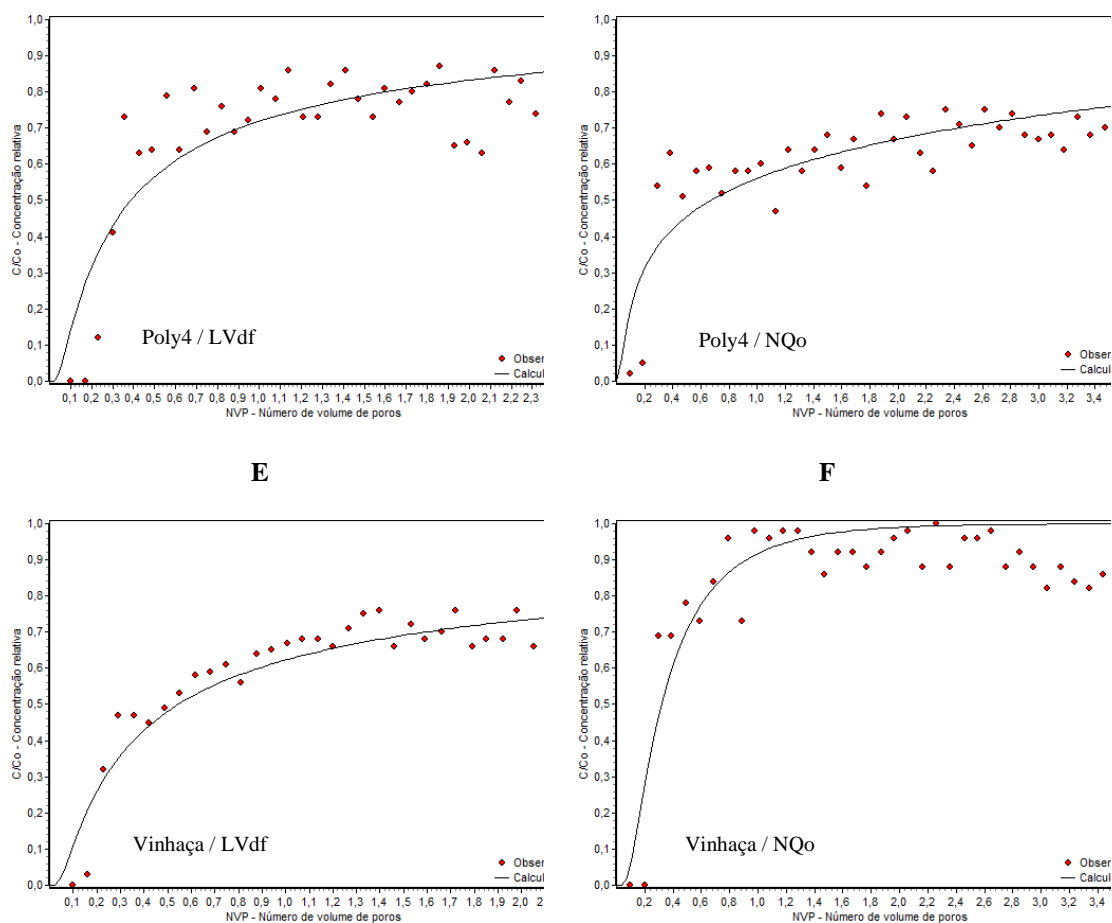 1,0
0,9
0,8
0,7
0,6
0,5
0,4
0,3
0,2
0,1
0,0
C/Co - Concentração relativa
Poly4 / LVdf
Obser
Calcul
0,1 0,2 0,3 0,4 0,5 0,6 0,7 0,8 0,9 1,0 1,1 1,2 1,3 1,4 1,5 1,6 1,7 1,8 1,9 2,0 2,1 2,2 2,3
NVP - Número de volume de poros
1,0
0,9
0,8
0,7
0,6
0,5
0,4
0,3
0,2
0,1
0,0
C/Co - Concentração relativa
Poly4 / NQo
Obser
Calcul
0,2 0,4 0,6 0,8 1,0 1,2 1,4 1,6 1,8 2,0 2,2 2,4 2,6 2,8 3,0 3,2 3,4
NVP - Número de volume de poros
E
F
1,0
0,9
0,8
0,7
0,6
0,5
0,4
0,3
0,2
0,1
0,0
C/Co - Concentração relativa
Vinhaça / LVdf
Obser
Calcul
0,1 0,2 0,3 0,4 0,5 0,6 0,7 0,8 0,9 1,0 1,1 1,2 1,3 1,4 1,5 1,6 1,7 1,8 1,9 2,0 2,
NVP - Número de volume de poros
1,0
0,9
0,8
0,7
0,6
0,5
0,4
0,3
0,2
0,1
0,0
C/Co - Concentração relativa
Vinhaça / NQo
Obser
Calcul
0,2 0,4 0,6 0,8 1,0 1,2 1,4 1,6 1,8 2,0 2,2 2,4 2,6 2,8 3,0 3,2 3,4
NVP - Número de volume de poros